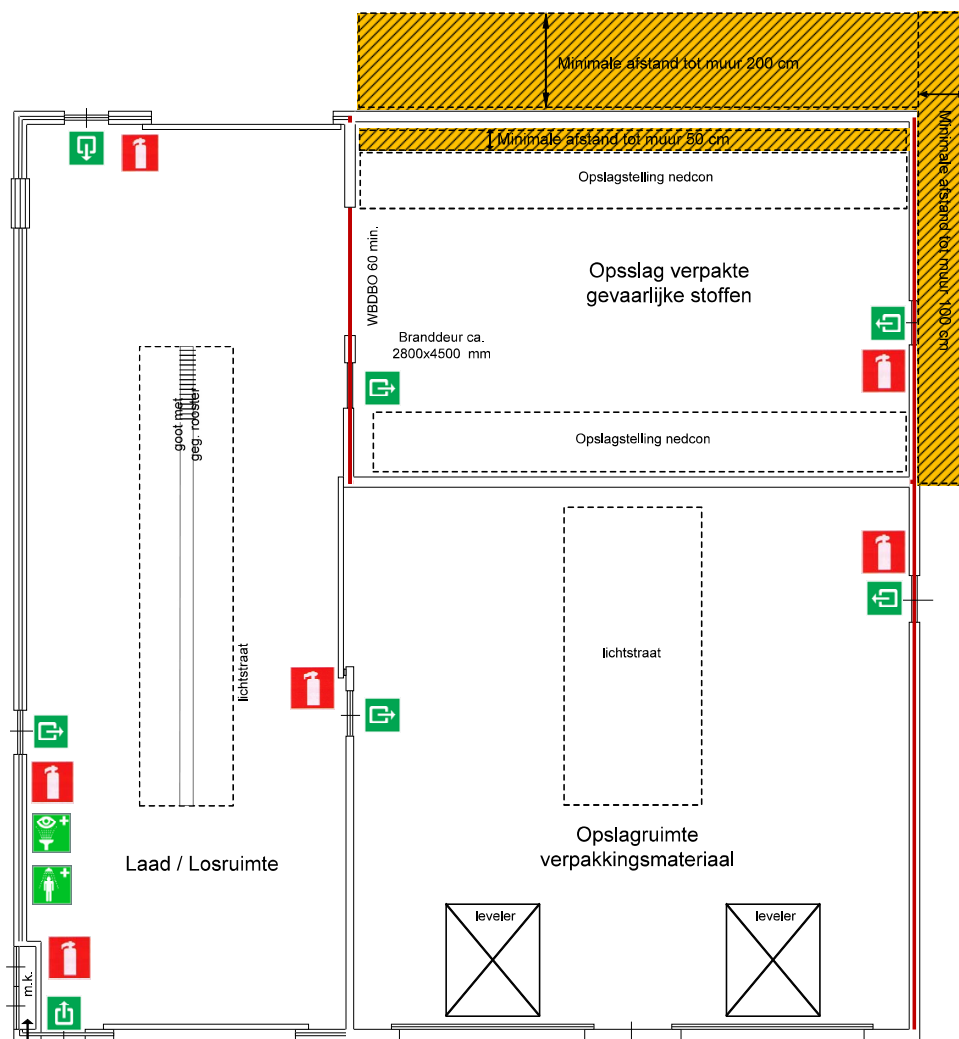 Minimale afstand tot muur 200 cm
Minimale afstand tot muur 100 cm
Minimale afstand tot muur 50 cm
Opslagstelling nedcon
WBDBO 60 min.
Opsslag verpakte
gevaarlijke stoffen
Branddeur ca.
2800x4500 mm
goot met
geg. rooster
Opslagstelling nedcon
lichtstraat
lichtstraat
Laad / Losruimte
Opslagruimte
verpakkingsmateriaal
leveler
leveler
m.k.